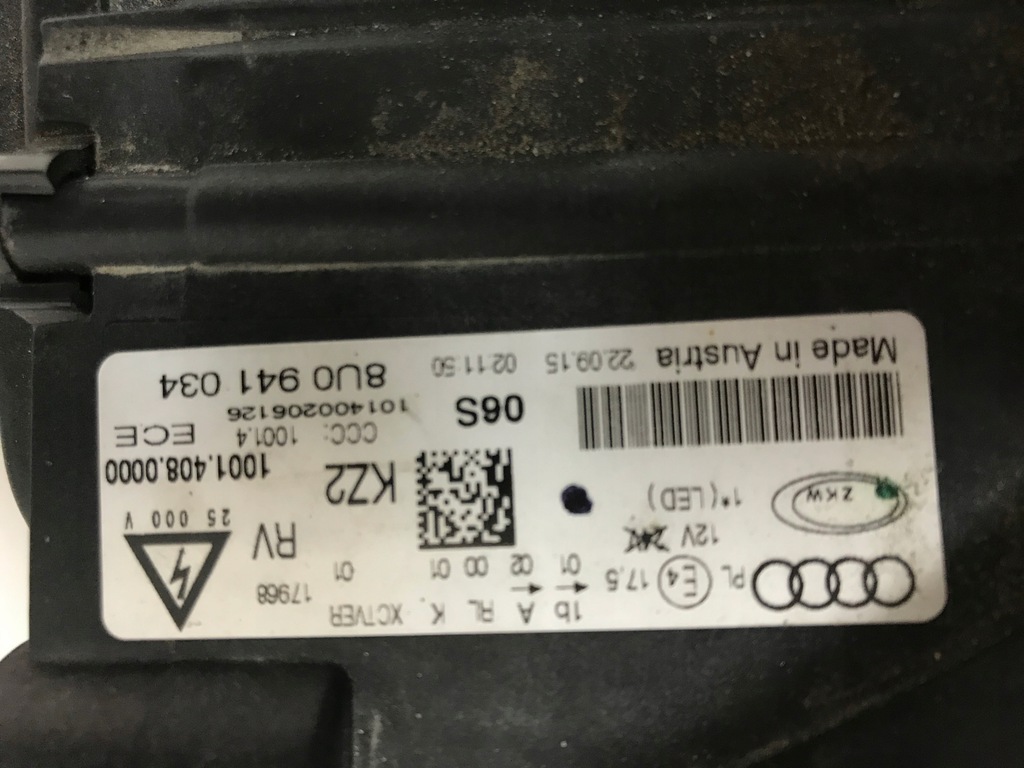 1b A RL K XCTVER
01 02 00 01 01 17968
PL E4 17.5
12V 24V
1*(LED) KZ2 RV 25 000 V
ZKW
1001.408.0000
CCC: 1001.4 ECE
06S 101400206126
Made in Austria 22.09.15 02:11:50 8U0 941 034